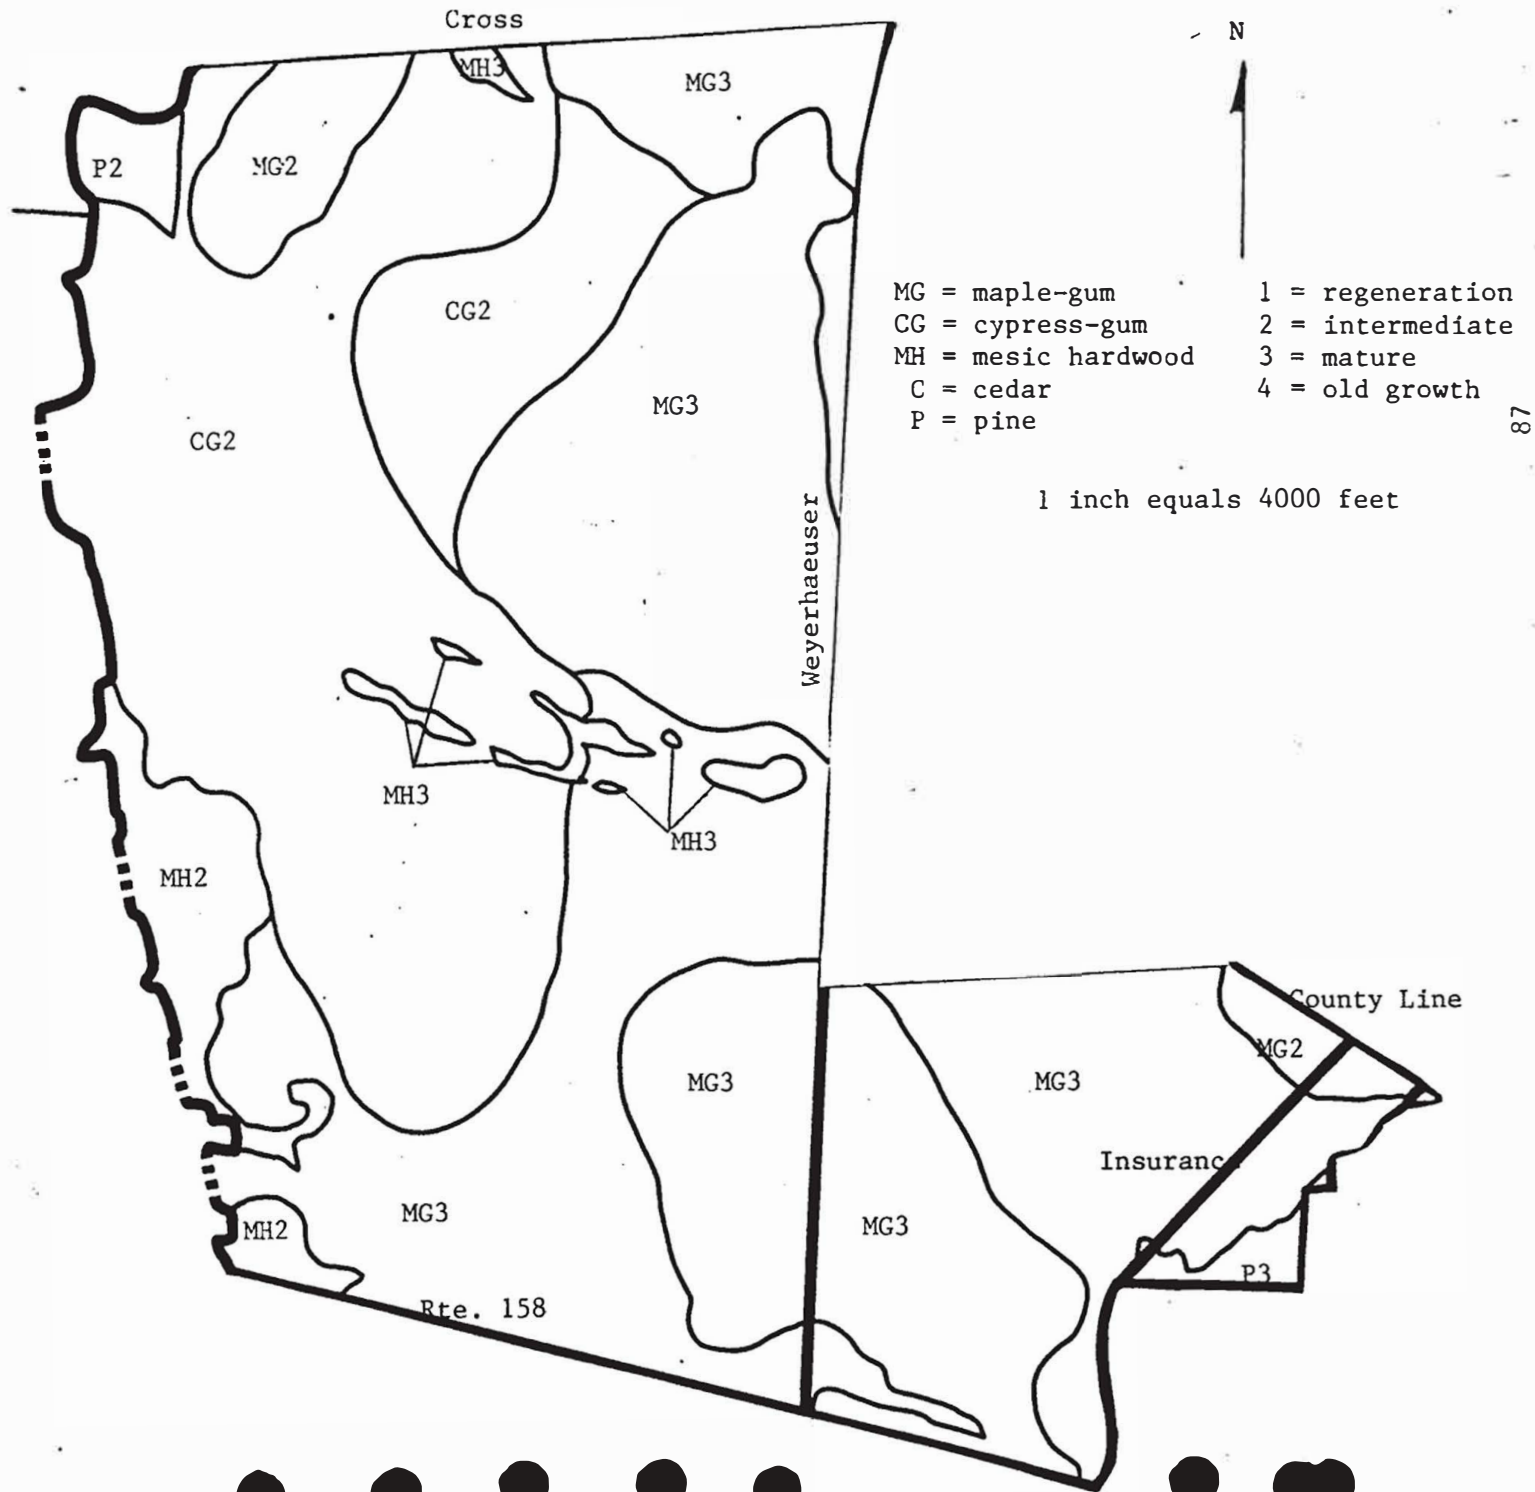 Cross
N
MH3
MG3
P2
MG2
MG = maple-gum
CG = cypress-gum
MH = mesic hardwood
C = cedar
P = pine
1 = regeneration
2 = intermediate
3 = mature
4 = old growth
87
CG2
MG3
CG2
1 inch equals 4000 feet
Weyerhaeuser
MH3
MH3
MH2
County Line
MG2
MG3
MG3
Insurance
MG3
MG3
MH2
P3
Rte. 158